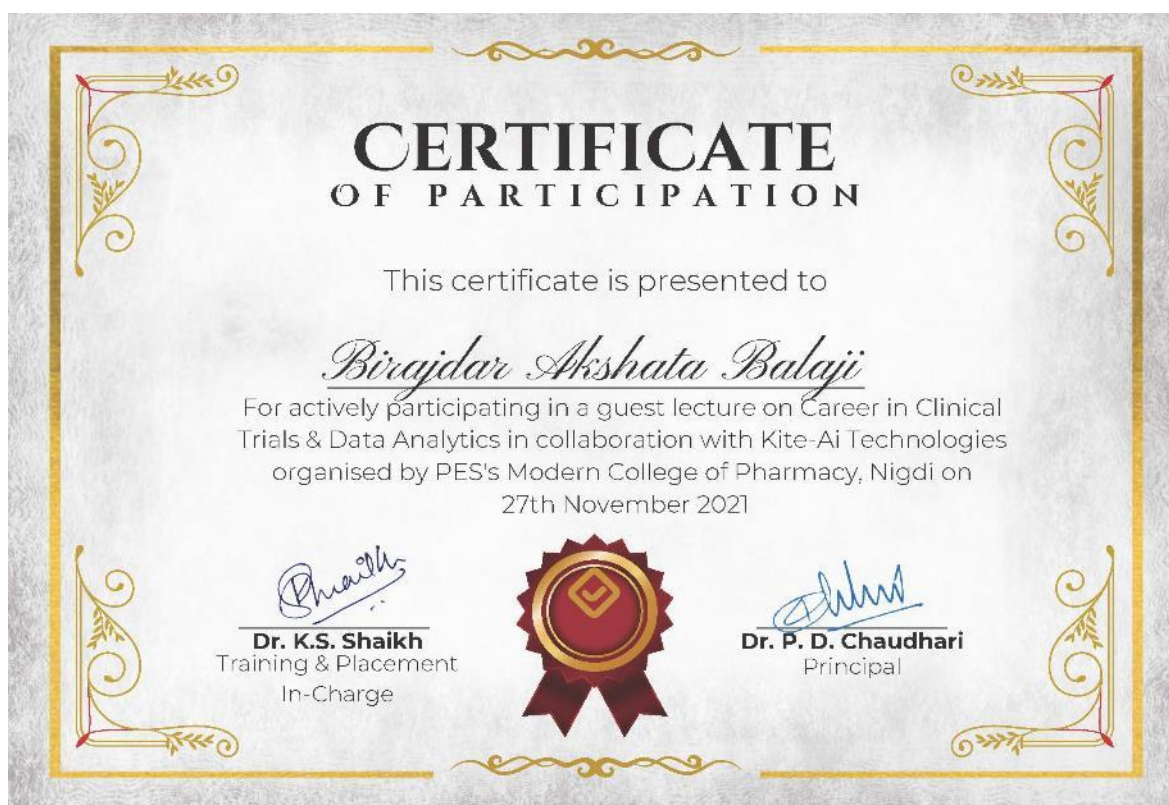 CERTIFICATE
OF PARTICIPATION
This certificate is presented to
Birajdar Akshata Balaji
For actively participating in a guest lecture on Career in Clinical
Trials & Data Analytics in collaboration with Kite-Ai Technologies
organised by PES's Modern College of Pharmacy, Nigdi on
27th November 2021
Dr. K.S. Shaikh
Training & Placement
In-Charge
Dr. P. D. Chaudhari
Principal